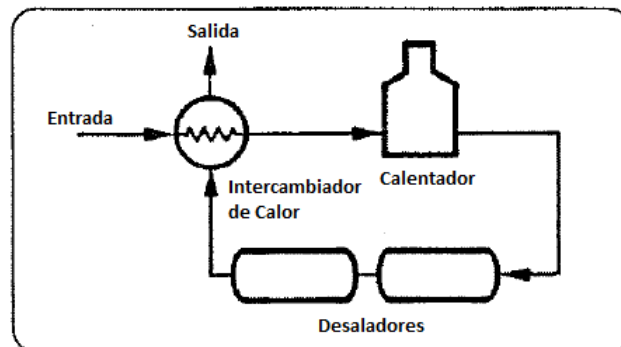 Salida
Entrada
Intercambiador
de Calor
Calentador
Desaladores